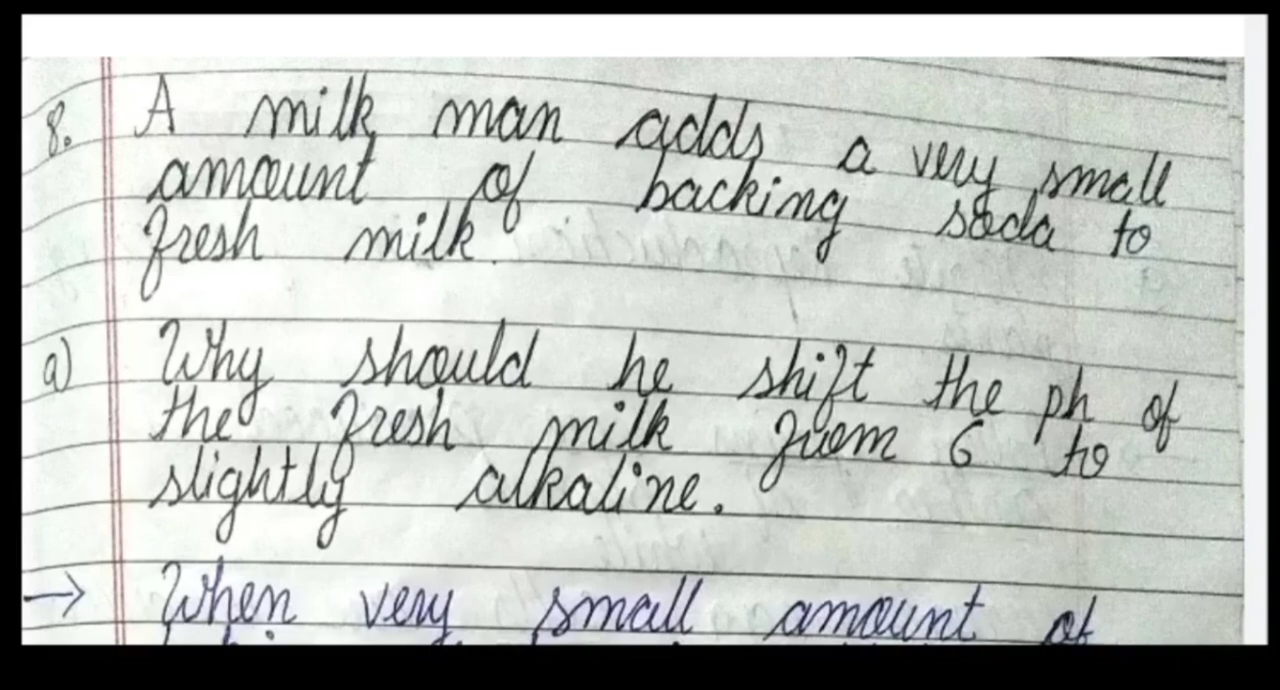 8. A milk man adds a very small
amount of backing soda to
fresh milk.
a) Why should he shift the ph of
the fresh milk from 6 to
slightly alkaline.
→ When very small amount of